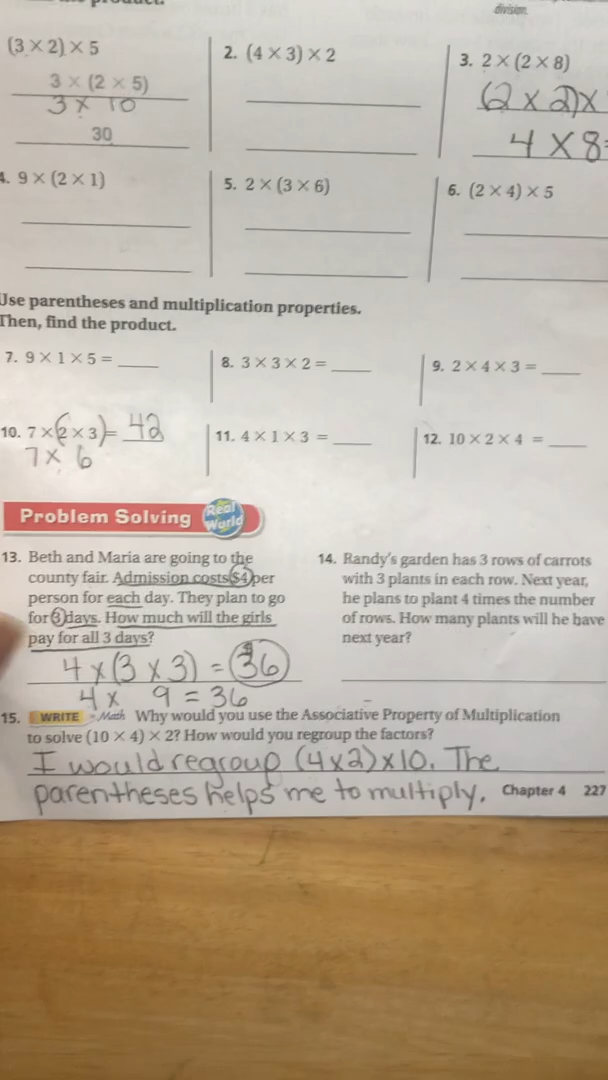 division.
(3 × 2) × 5
3 × (2 × 5)
3 × 10
30
2. (4 × 3) × 2
3. 2 × (2 × 8)
(2 × 2) ×
4 × 8
4. 9 × (2 × 1)
5. 2 × (3 × 6)
6. (2 × 4) × 5
Use parentheses and multiplication properties.
Then, find the product.
7. 9 × 1 × 5 =
8. 3 × 3 × 2 =
9. 2 × 4 × 3 =
10. 7 × (2 × 3) = 42
7 × 6
11. 4 × 1 × 3 =
12. 10 × 2 × 4 =
Problem Solving Real World
13. Beth and Maria are going to the
county fair. Admission costs $4 per
person for each day. They plan to go
for 3 days. How much will the girls
pay for all 3 days?
4 × (3 × 3) = 36
4 × 9 = 36
14. Randy's garden has 3 rows of carrots
with 3 plants in each row. Next year,
he plans to plant 4 times the number
of rows. How many plants will he have
next year?
15. WRITE Math Why would you use the Associative Property of Multiplication
to solve (10 × 4) × 2? How would you regroup the factors?
I would regroup (4 x 2) x 10. The
parentheses helps me to multiply.
Chapter 4 227